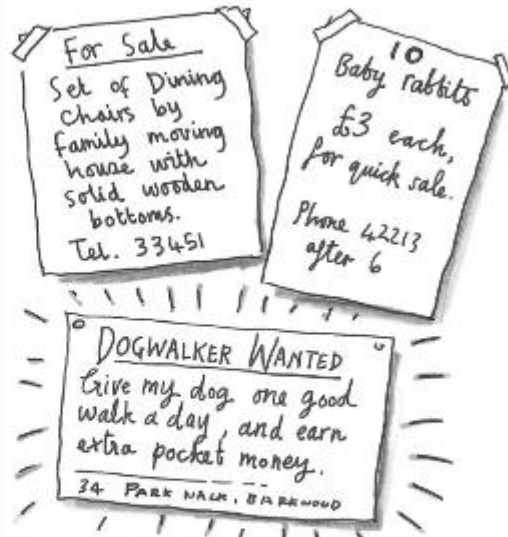 For Sale
Set of Dining
Chairs by
family moving
house with
solid wooden
bottoms.
Tel. 33451
10
Baby rabbits
£3 each,
for quick sale.
Phone 42213
after 6
DOGWALKER WANTED
Give my dog one good
walk a day, and earn
extra pocket money.
34 PARK WALK, BARKWOOD